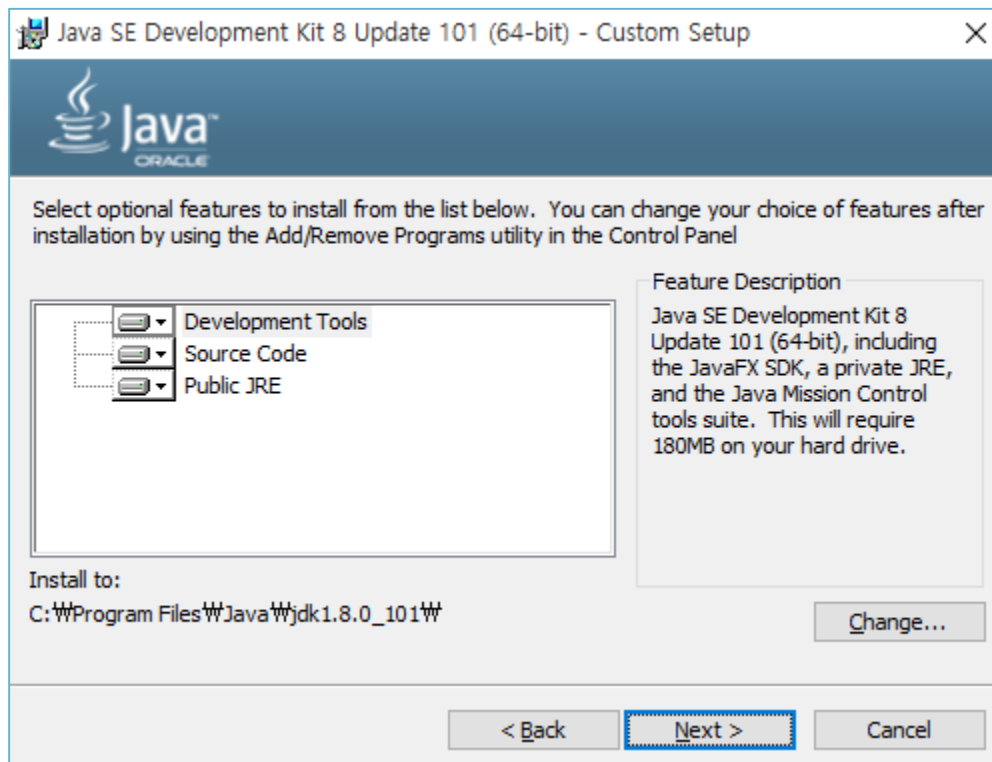 Java SE Development Kit 8 Update 101 (64-bit) - Custom Setup
Java™
ORACLE
Select optional features to install from the list below.  You can change your choice of features after
installation by using the Add/Remove Programs utility in the Control Panel
Development Tools
Source Code
Public JRE
Feature Description
Java SE Development Kit 8
Update 101 (64-bit), including
the JavaFX SDK, a private JRE,
and the Java Mission Control
tools suite.  This will require
180MB on your hard drive.
Install to:
C:₩Program Files₩Java₩jdk1.8.0_101₩
Change...
< Back
Next >
Cancel